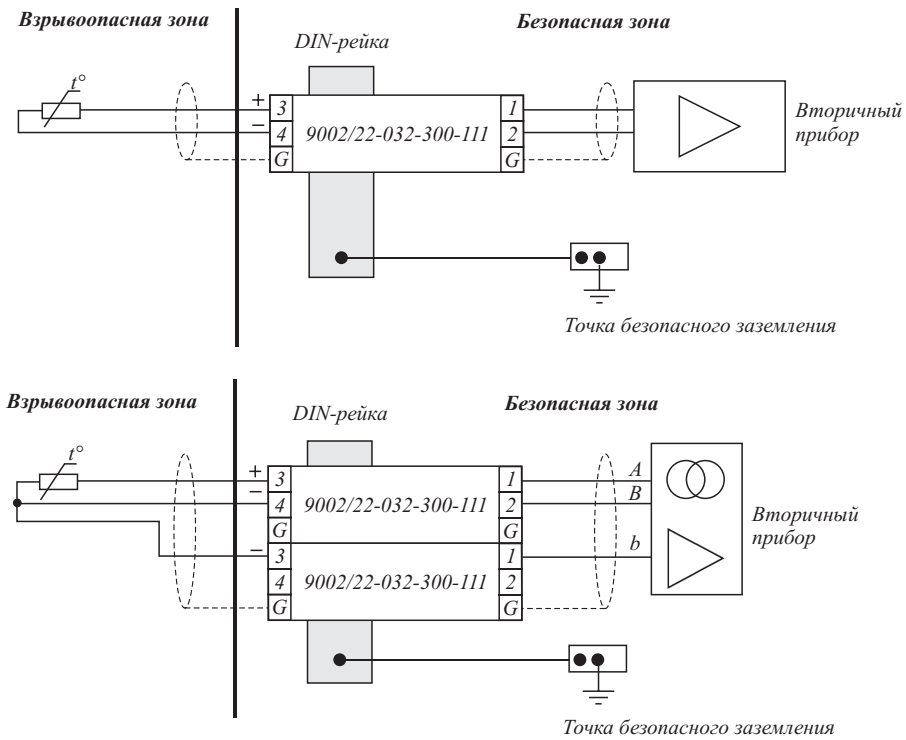 Взрывоопасная зона
Безопасная зона
DIN-рейка
t°
+
3
1
−
4
9002/22-032-300-111
2
G
G
Вторичный
прибор
Точка безопасного заземления
Взрывоопасная зона
Безопасная зона
DIN-рейка
t°
+
3
1
A
−
4
9002/22-032-300-111
2
B
G
G
Вторичный
прибор
−
3
1
b
4
9002/22-032-300-111
2
G
G
Точка безопасного заземления